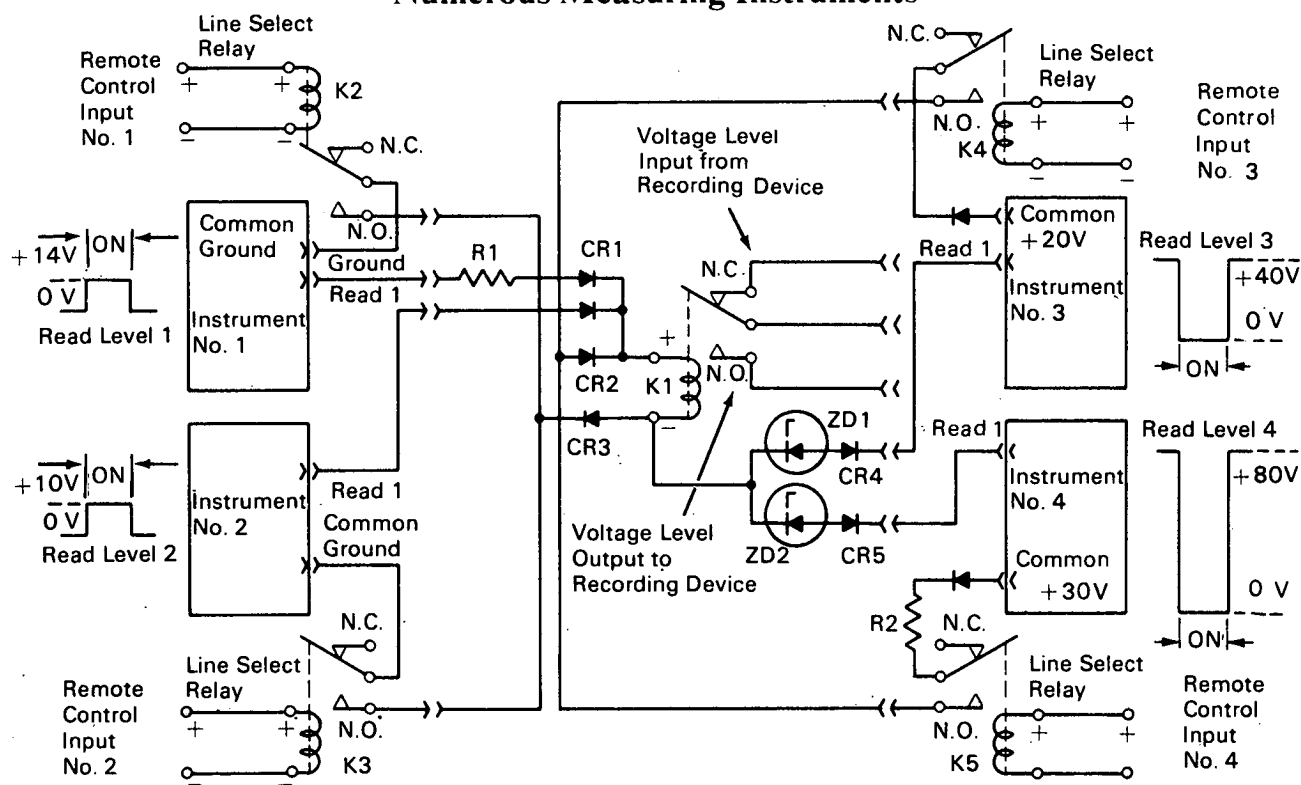 Numerous Measuring Instruments
Line Select
Relay
Remote
Control
Input
No. 1
+
−
+
−
K2
N.C.
N.O.
+14V
ON
0 V
Read Level 1
Common
Ground
Instrument
No. 1
Ground
Read 1
R1
CR1
CR2
CR3
+
K1
−
N.C.
N.O.
Voltage Level
Input from
Recording Device
Voltage Level
Output to
Recording Device
ZD1
CR4
ZD2
CR5
+10V
ON
0 V
Read Level 2
Instrument
No. 2
Read 1
Common
Ground
N.C.
N.O.
Line Select
Relay
Remote
Control
Input
No. 2
+
−
+
−
K3
N.C.
N.O.
K4
Line Select
Relay
+
−
+
−
Remote
Control
Input
No. 3
Read 1
Common
+20V
Instrument
No. 3
Read Level 3
+40V
0 V
ON
Read 1
Instrument
No. 4
Common
+30V
Read Level 4
+80V
0 V
ON
R2
N.C.
N.O.
K5
Line Select
Relay
+
+
Remote
Control
Input
No. 4